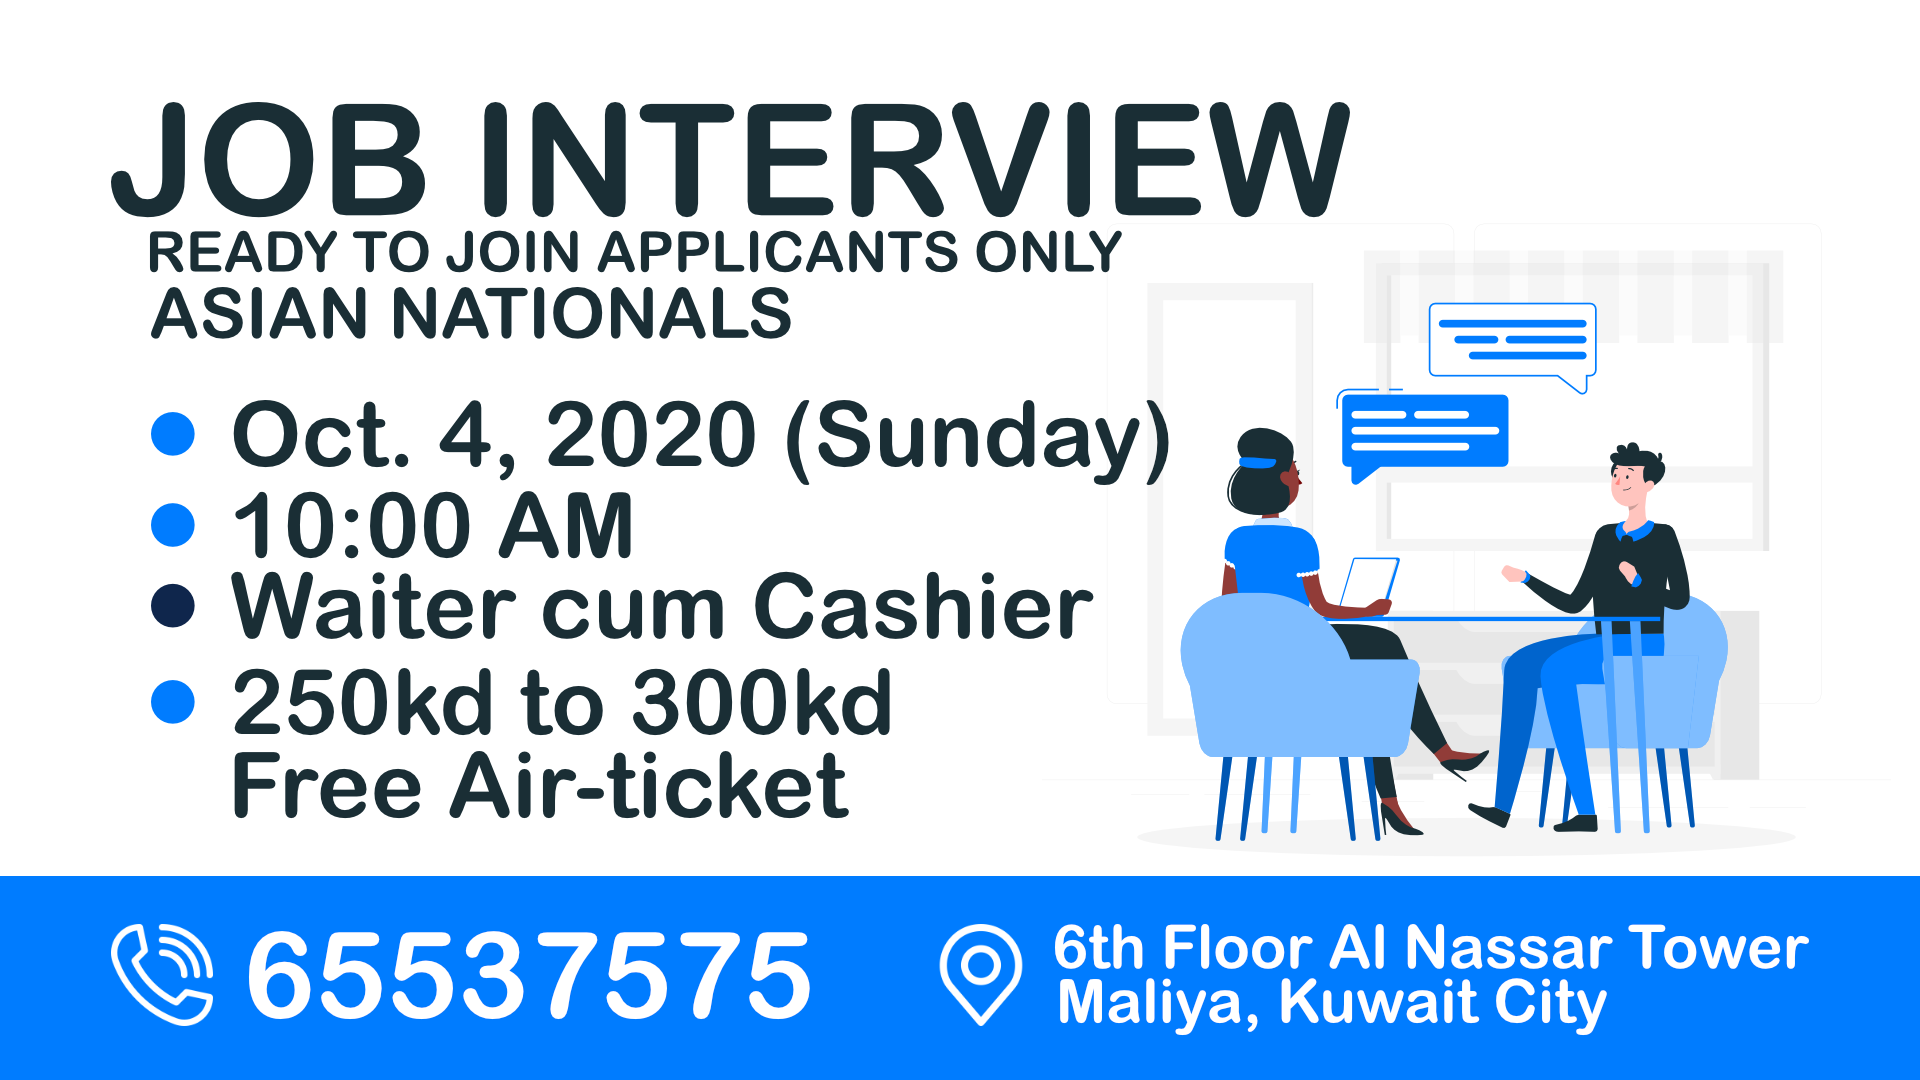 JOB INTERVIEW
READY TO JOIN APPLICANTS ONLY
ASIAN NATIONALS
Oct. 4, 2020 (Sunday)
10:00 AM
Waiter cum Cashier
250kd to 300kd
Free Air-ticket
65537575
6th Floor Al Nassar Tower
Maliya, Kuwait City